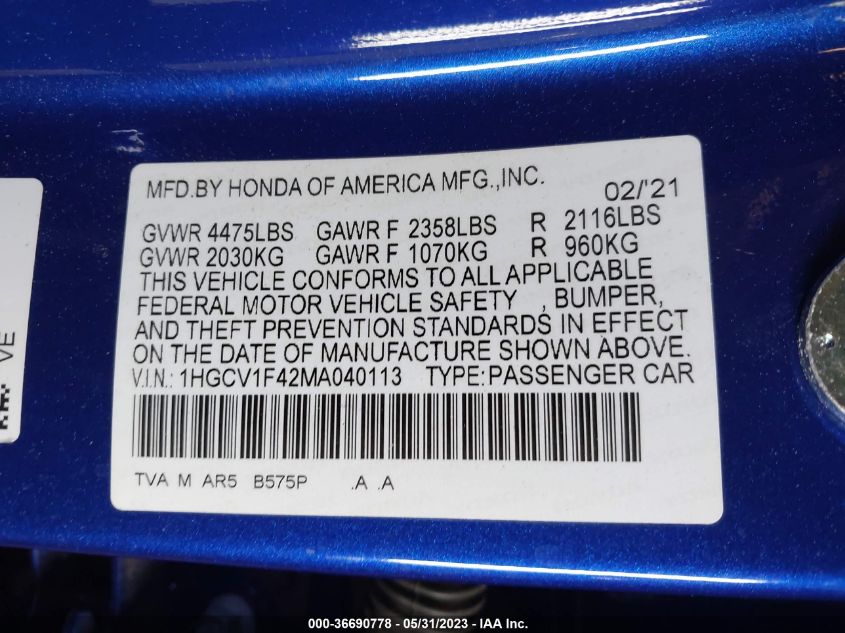 MFD.BY HONDA OF AMERICA MFG.,INC. 02/'21
GVWR 4475LBS GAWR F 2358LBS R 2116LBS
GVWR 2030KG GAWR F 1070KG R 960KG
THIS VEHICLE CONFORMS TO ALL APPLICABLE
FEDERAL MOTOR VEHICLE SAFETY , BUMPER,
AND THEFT PREVENTION STANDARDS IN EFFECT
ON THE DATE OF MANUFACTURE SHOWN ABOVE.
V.I.N.: 1HGCV1F42MA040113 TYPE:PASSENGER CAR
TVA M AR5 B575P .A .A
VE
000-36690778 - 05/31/2023 - IAA Inc.